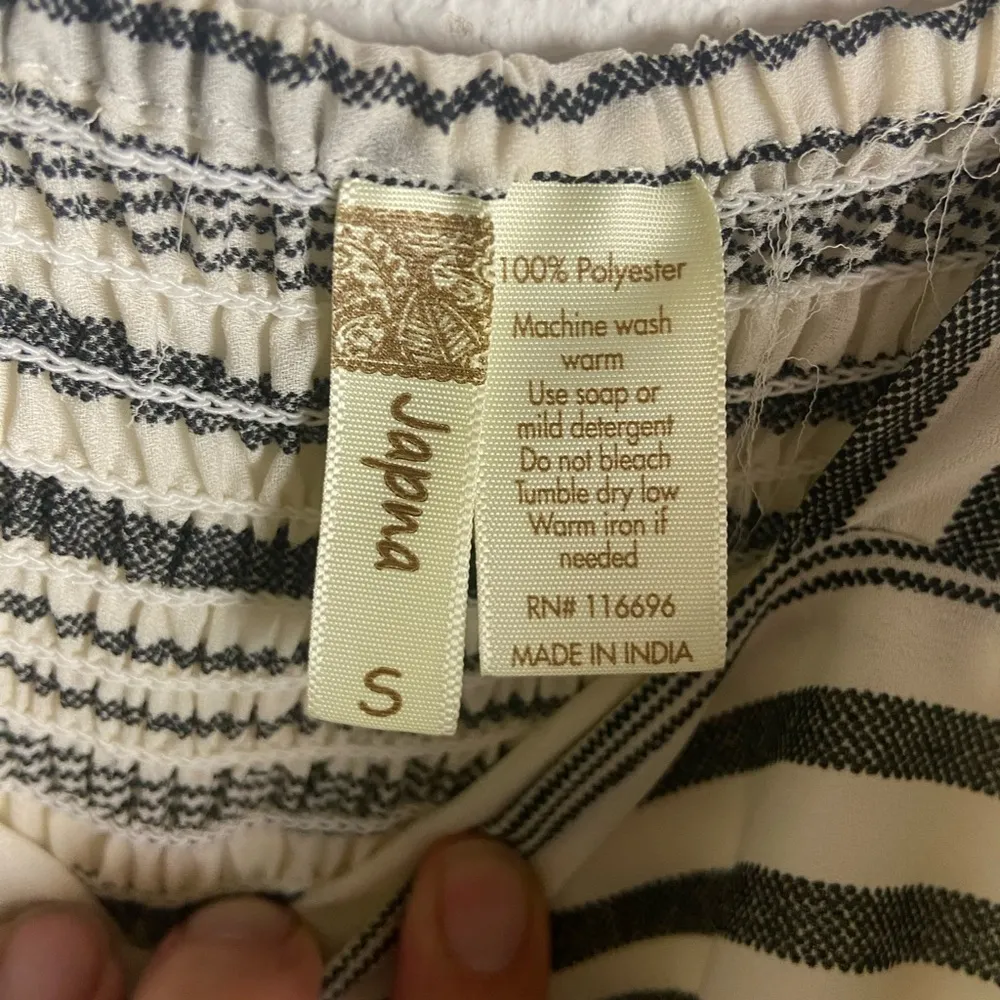 Japna
S
100% Polyester
Machine wash
warm
Use soap or
mild detergent
Do not bleach
Tumble dry low
Warm iron if
needed
RN# 116696
MADE IN INDIA